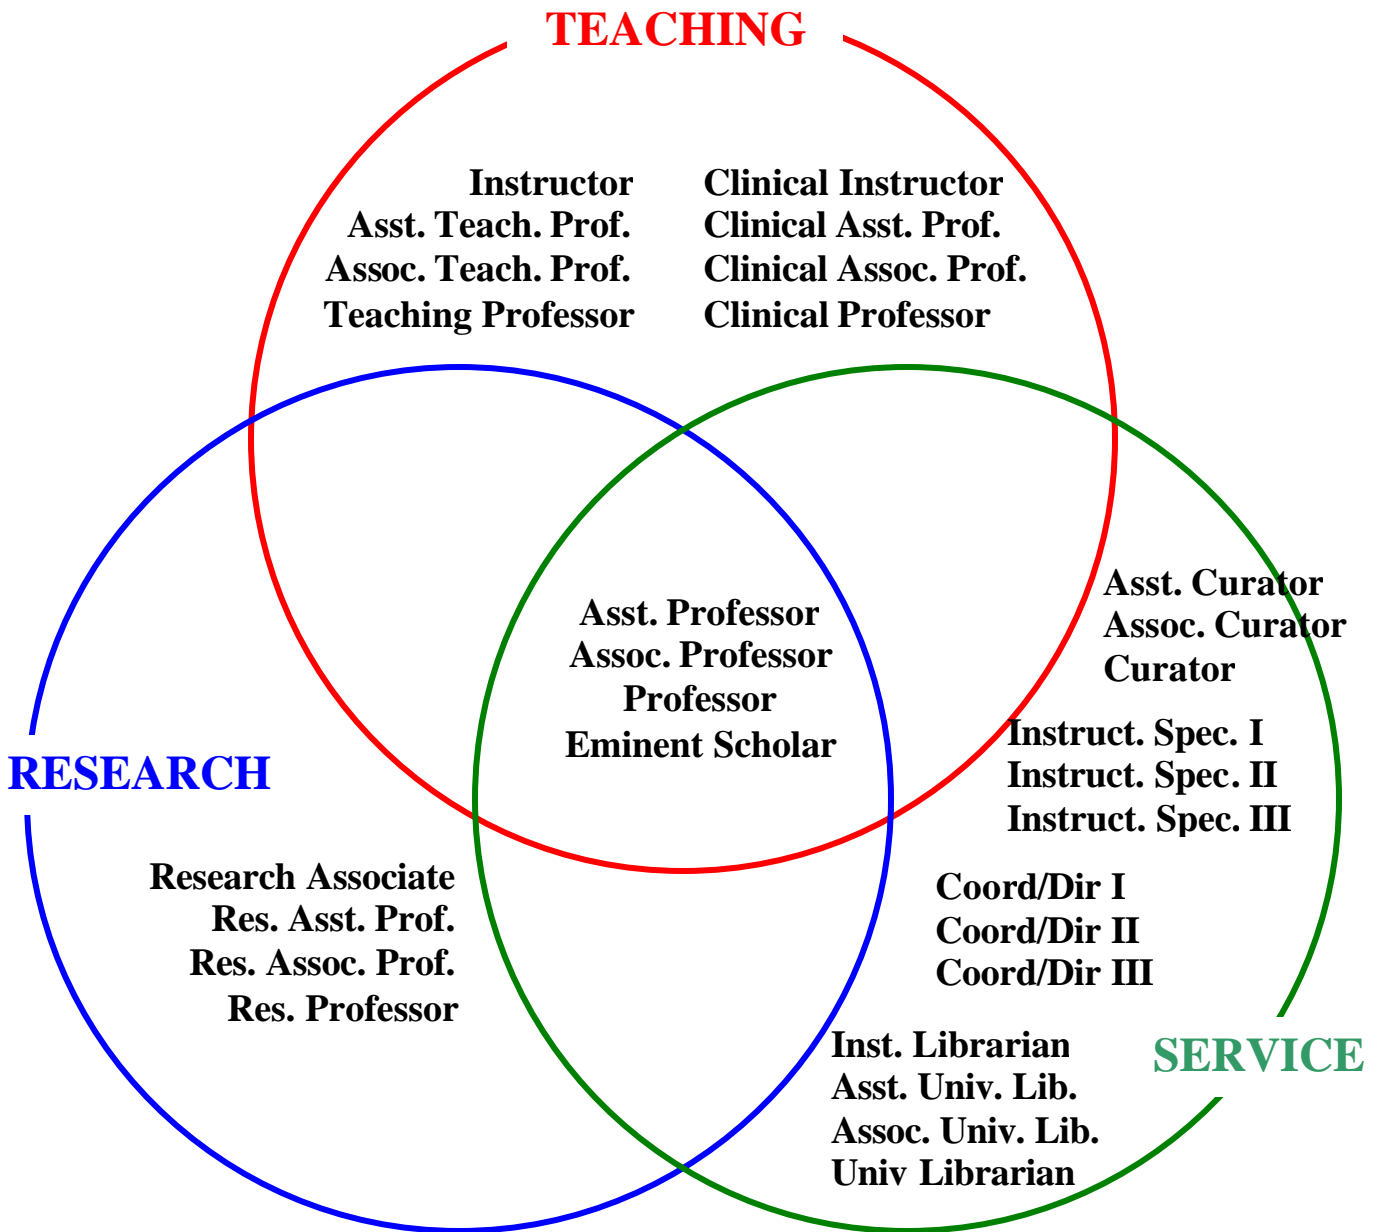 TEACHING
Instructor
Asst. Teach. Prof.
Assoc. Teach. Prof.
Teaching Professor
Clinical Instructor
Clinical Asst. Prof.
Clinical Assoc. Prof.
Clinical Professor
Asst. Professor
Assoc. Professor
Professor
Eminent Scholar
Asst. Curator
Assoc. Curator
Curator
Instruct. Spec. I
Instruct. Spec. II
Instruct. Spec. III
RESEARCH
Research Associate
Res. Asst. Prof.
Res. Assoc. Prof.
Res. Professor
Coord/Dir I
Coord/Dir II
Coord/Dir III
Inst. Librarian
Asst. Univ. Lib.
Assoc. Univ. Lib.
Univ Librarian
SERVICE